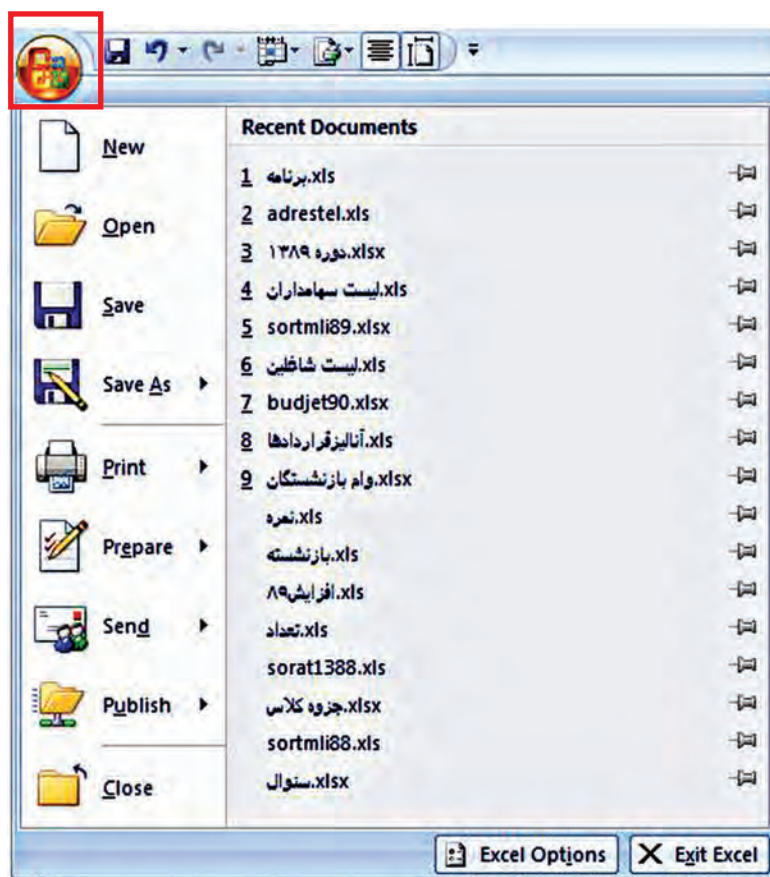 New
Open
Save
Save As
Print
Prepare
Send
Publish
Close
Recent Documents
1 برنامه.xls
2 adrestel.xls
3 دوره ۱۳۸۹.xlsx
4 لیست سهامداران.xls
5 sortmli89.xlsx
6 لیست شاغلین.xls
7 budjet90.xlsx
8 آنالیزقراردادها.xls
9 وام بازنشستگان.xlsx
نمره.xls
بازنشسته.xls
افزایش۸۹.xls
تعداد.xls
sorat1388.xls
جزوه کلاس.xlsx
sortmli88.xls
سئوال.xlsx
Excel Options
Exit Excel